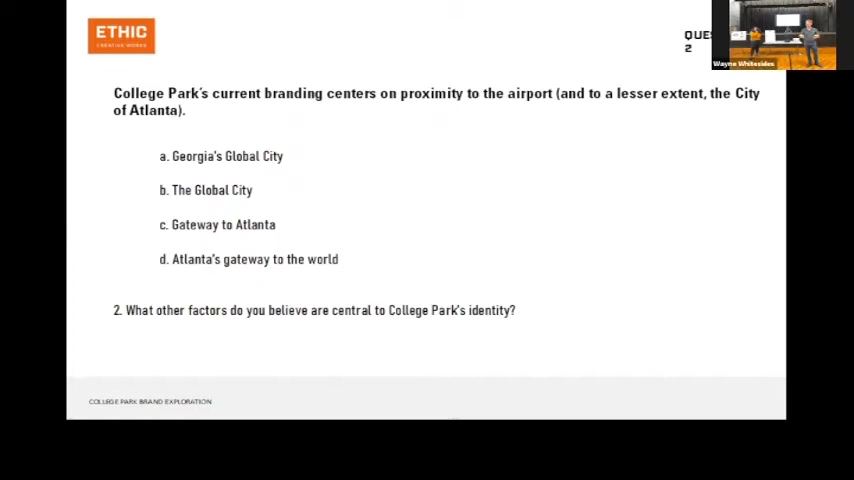 ETHIC
CREATIVE WORKS
QUES
2
Wayne Whitesides
College Park's current branding centers on proximity to the airport (and to a lesser extent, the City
of Atlanta).
a. Georgia's Global City
b. The Global City
c. Gateway to Atlanta
d. Atlanta's gateway to the world
2. What other factors do you believe are central to College Park's identity?
COLLEGE PARK BRAND EXPLORATION